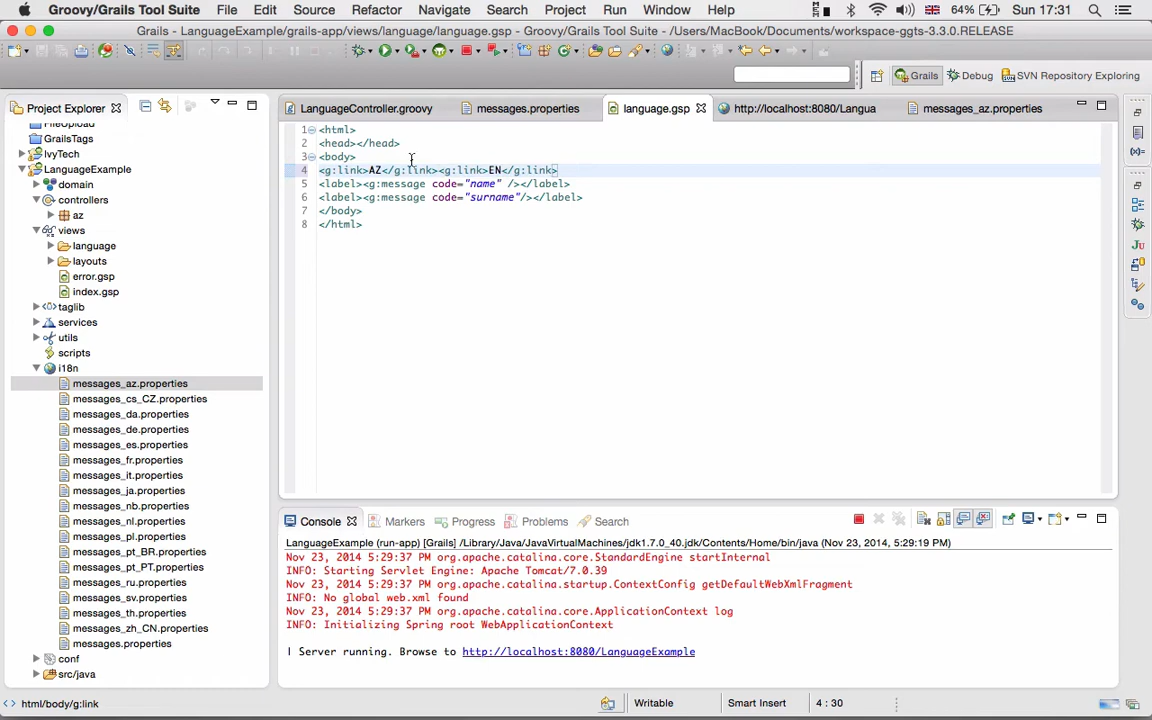 Groovy/Grails Tool Suite File Edit Source Refactor Navigate Search Project Run Window Help 64% Sun 17:31
Grails - LanguageExample/grails-app/views/language/language.gsp - Groovy/Grails Tool Suite - /Users/MacBook/Documents/workspace-ggts-3.3.0.RELEASE
Grails Debug SVN Repository Exploring
Project Explorer
FileUpload
GrailsTags
IvyTech
LanguageExample
domain
controllers
az
views
language
layouts
error.gsp
index.gsp
taglib
services
utils
scripts
i18n
messages_az.properties
messages_cs_CZ.properties
messages_da.properties
messages_de.properties
messages_es.properties
messages_fr.properties
messages_it.properties
messages_ja.properties
messages_nb.properties
messages_nl.properties
messages_pl.properties
messages_pt_BR.properties
messages_pt_PT.properties
messages_ru.properties
messages_sv.properties
messages_th.properties
messages_zh_CN.properties
messages.properties
conf
src/java
LanguageController.groovy messages.properties language.gsp http://localhost:8080/Langua messages_az.properties
1 <html>
2 <head></head>
3 <body>
4 <g:link>AZ</g:link><g:link>EN</g:link>
5 <label><g:message code="name" /></label>
6 <label><g:message code="surname"/></label>
7 </body>
8 </html>
Console Markers Progress Problems Search
LanguageExample (run-app) [Grails] /Library/Java/JavaVirtualMachines/jdk1.7.0_40.jdk/Contents/Home/bin/java (Nov 23, 2014, 5:29:19 PM)
Nov 23, 2014 5:29:37 PM org.apache.catalina.core.StandardEngine startInternal
INFO: Starting Servlet Engine: Apache Tomcat/7.0.39
Nov 23, 2014 5:29:37 PM org.apache.catalina.startup.ContextConfig getDefaultWebXmlFragment
INFO: No global web.xml found
Nov 23, 2014 5:29:37 PM org.apache.catalina.core.ApplicationContext log
INFO: Initializing Spring root WebApplicationContext
| Server running. Browse to http://localhost:8080/LanguageExample
html/body/g:link Writable Smart Insert 4 : 30